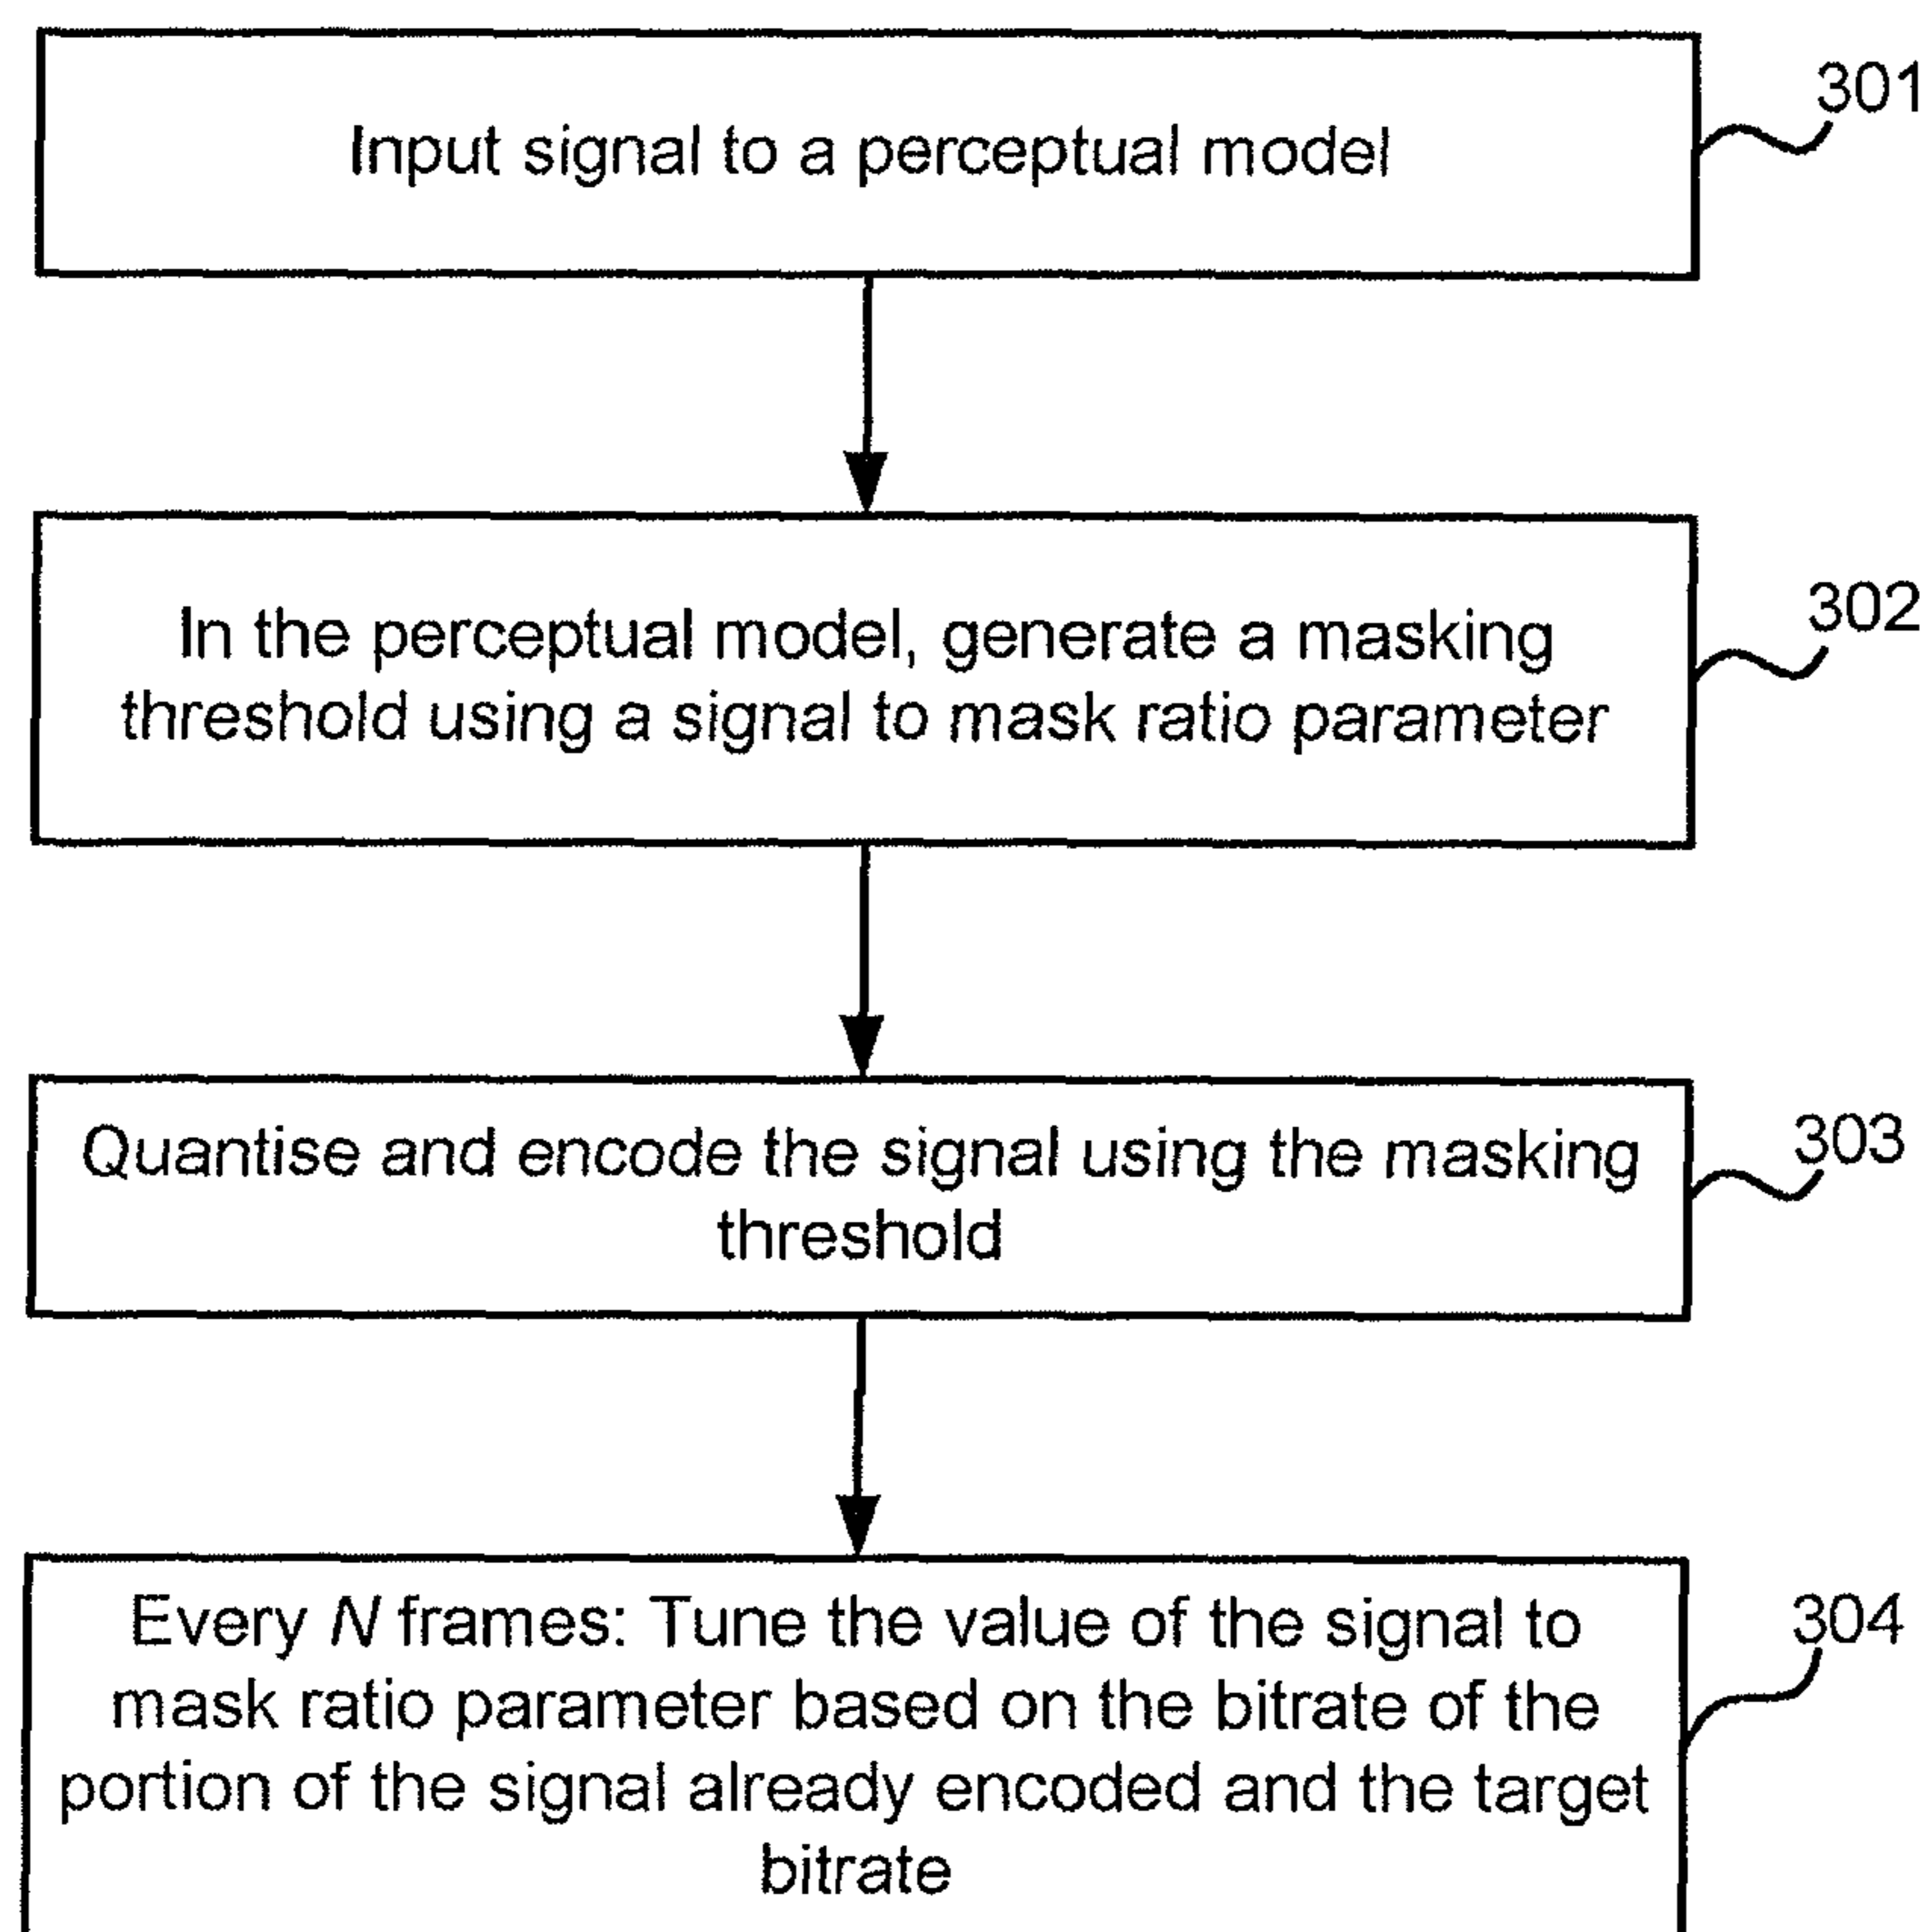 301
Input signal to a perceptual model
302
In the perceptual model, generate a masking
threshold using a signal to mask ratio parameter
303
Quantise and encode the signal using the masking
threshold
304
Every N frames: Tune the value of the signal to
mask ratio parameter based on the bitrate of the
portion of the signal already encoded and the target
bitrate